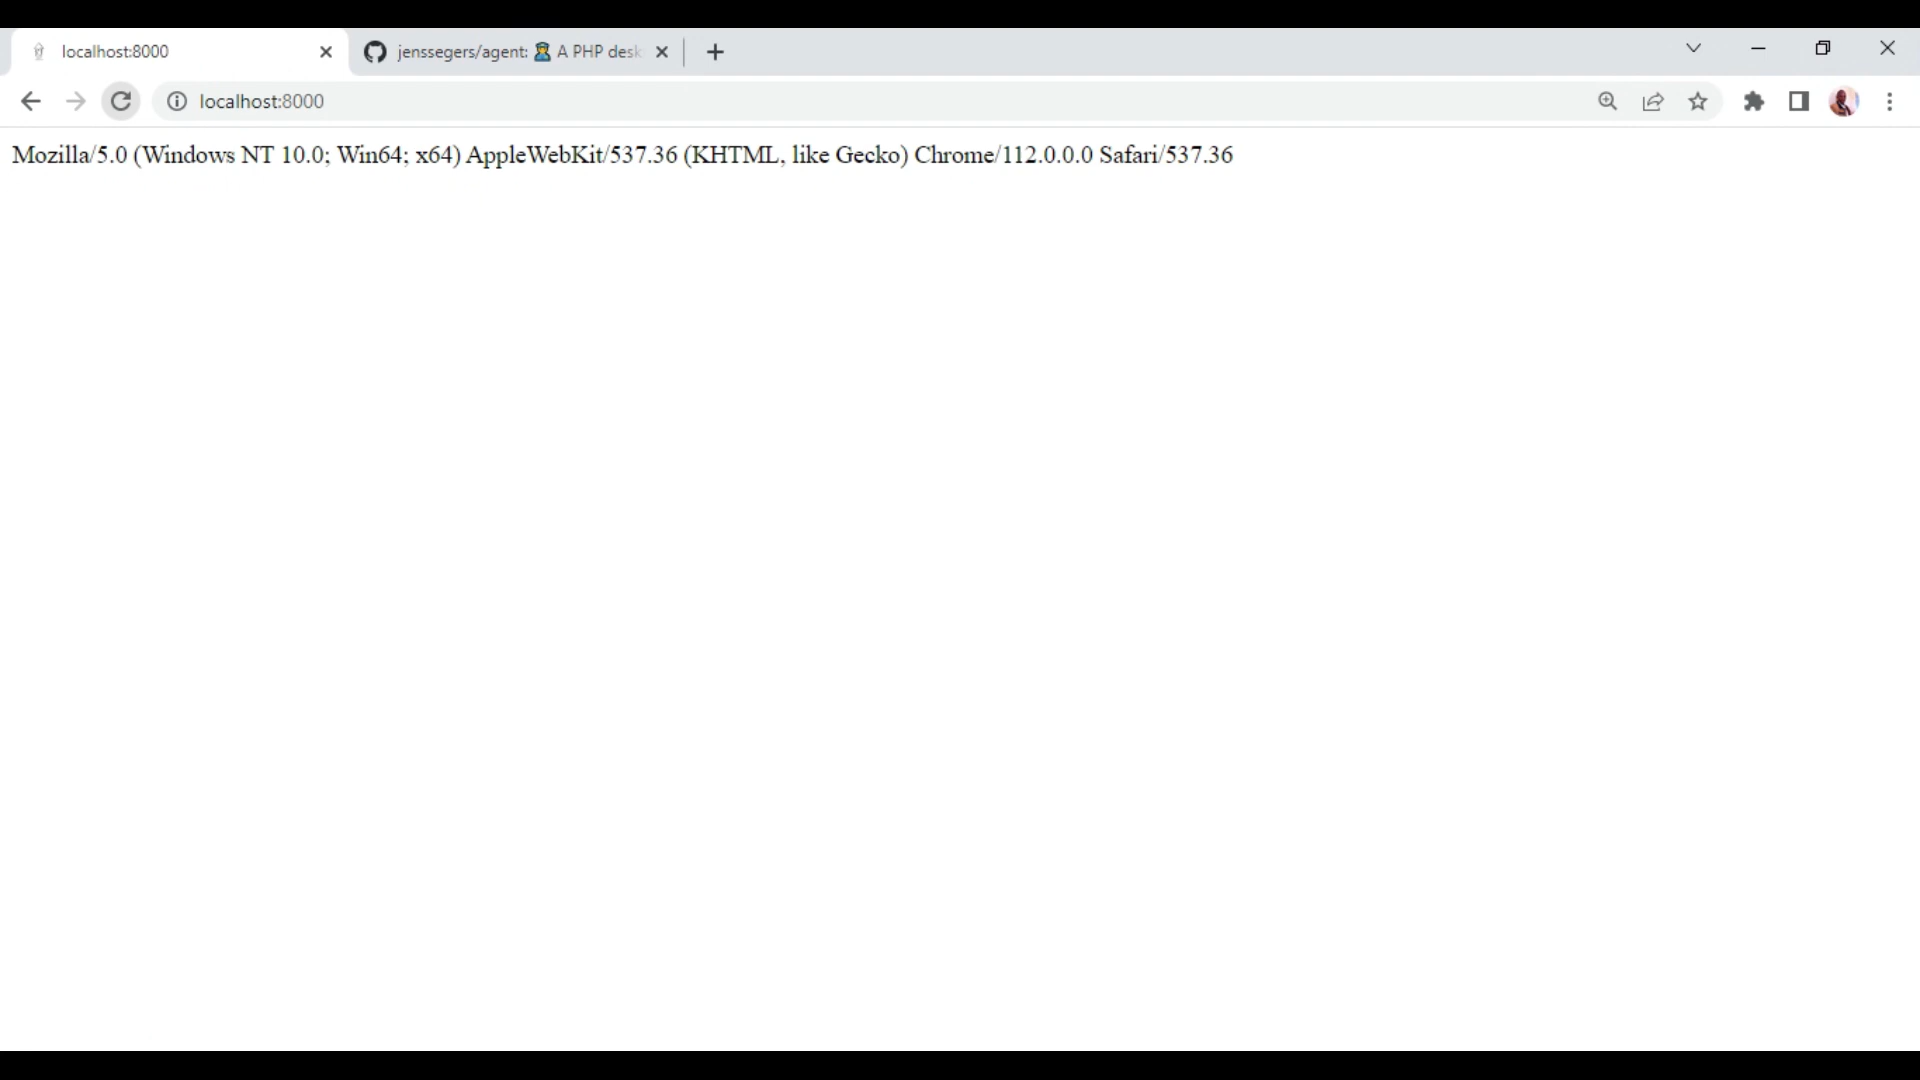 localhost:8000
jenssegers/agent: 👮 A PHP desk
localhost:8000
Mozilla/5.0 (Windows NT 10.0; Win64; x64) AppleWebKit/537.36 (KHTML, like Gecko) Chrome/112.0.0.0 Safari/537.36